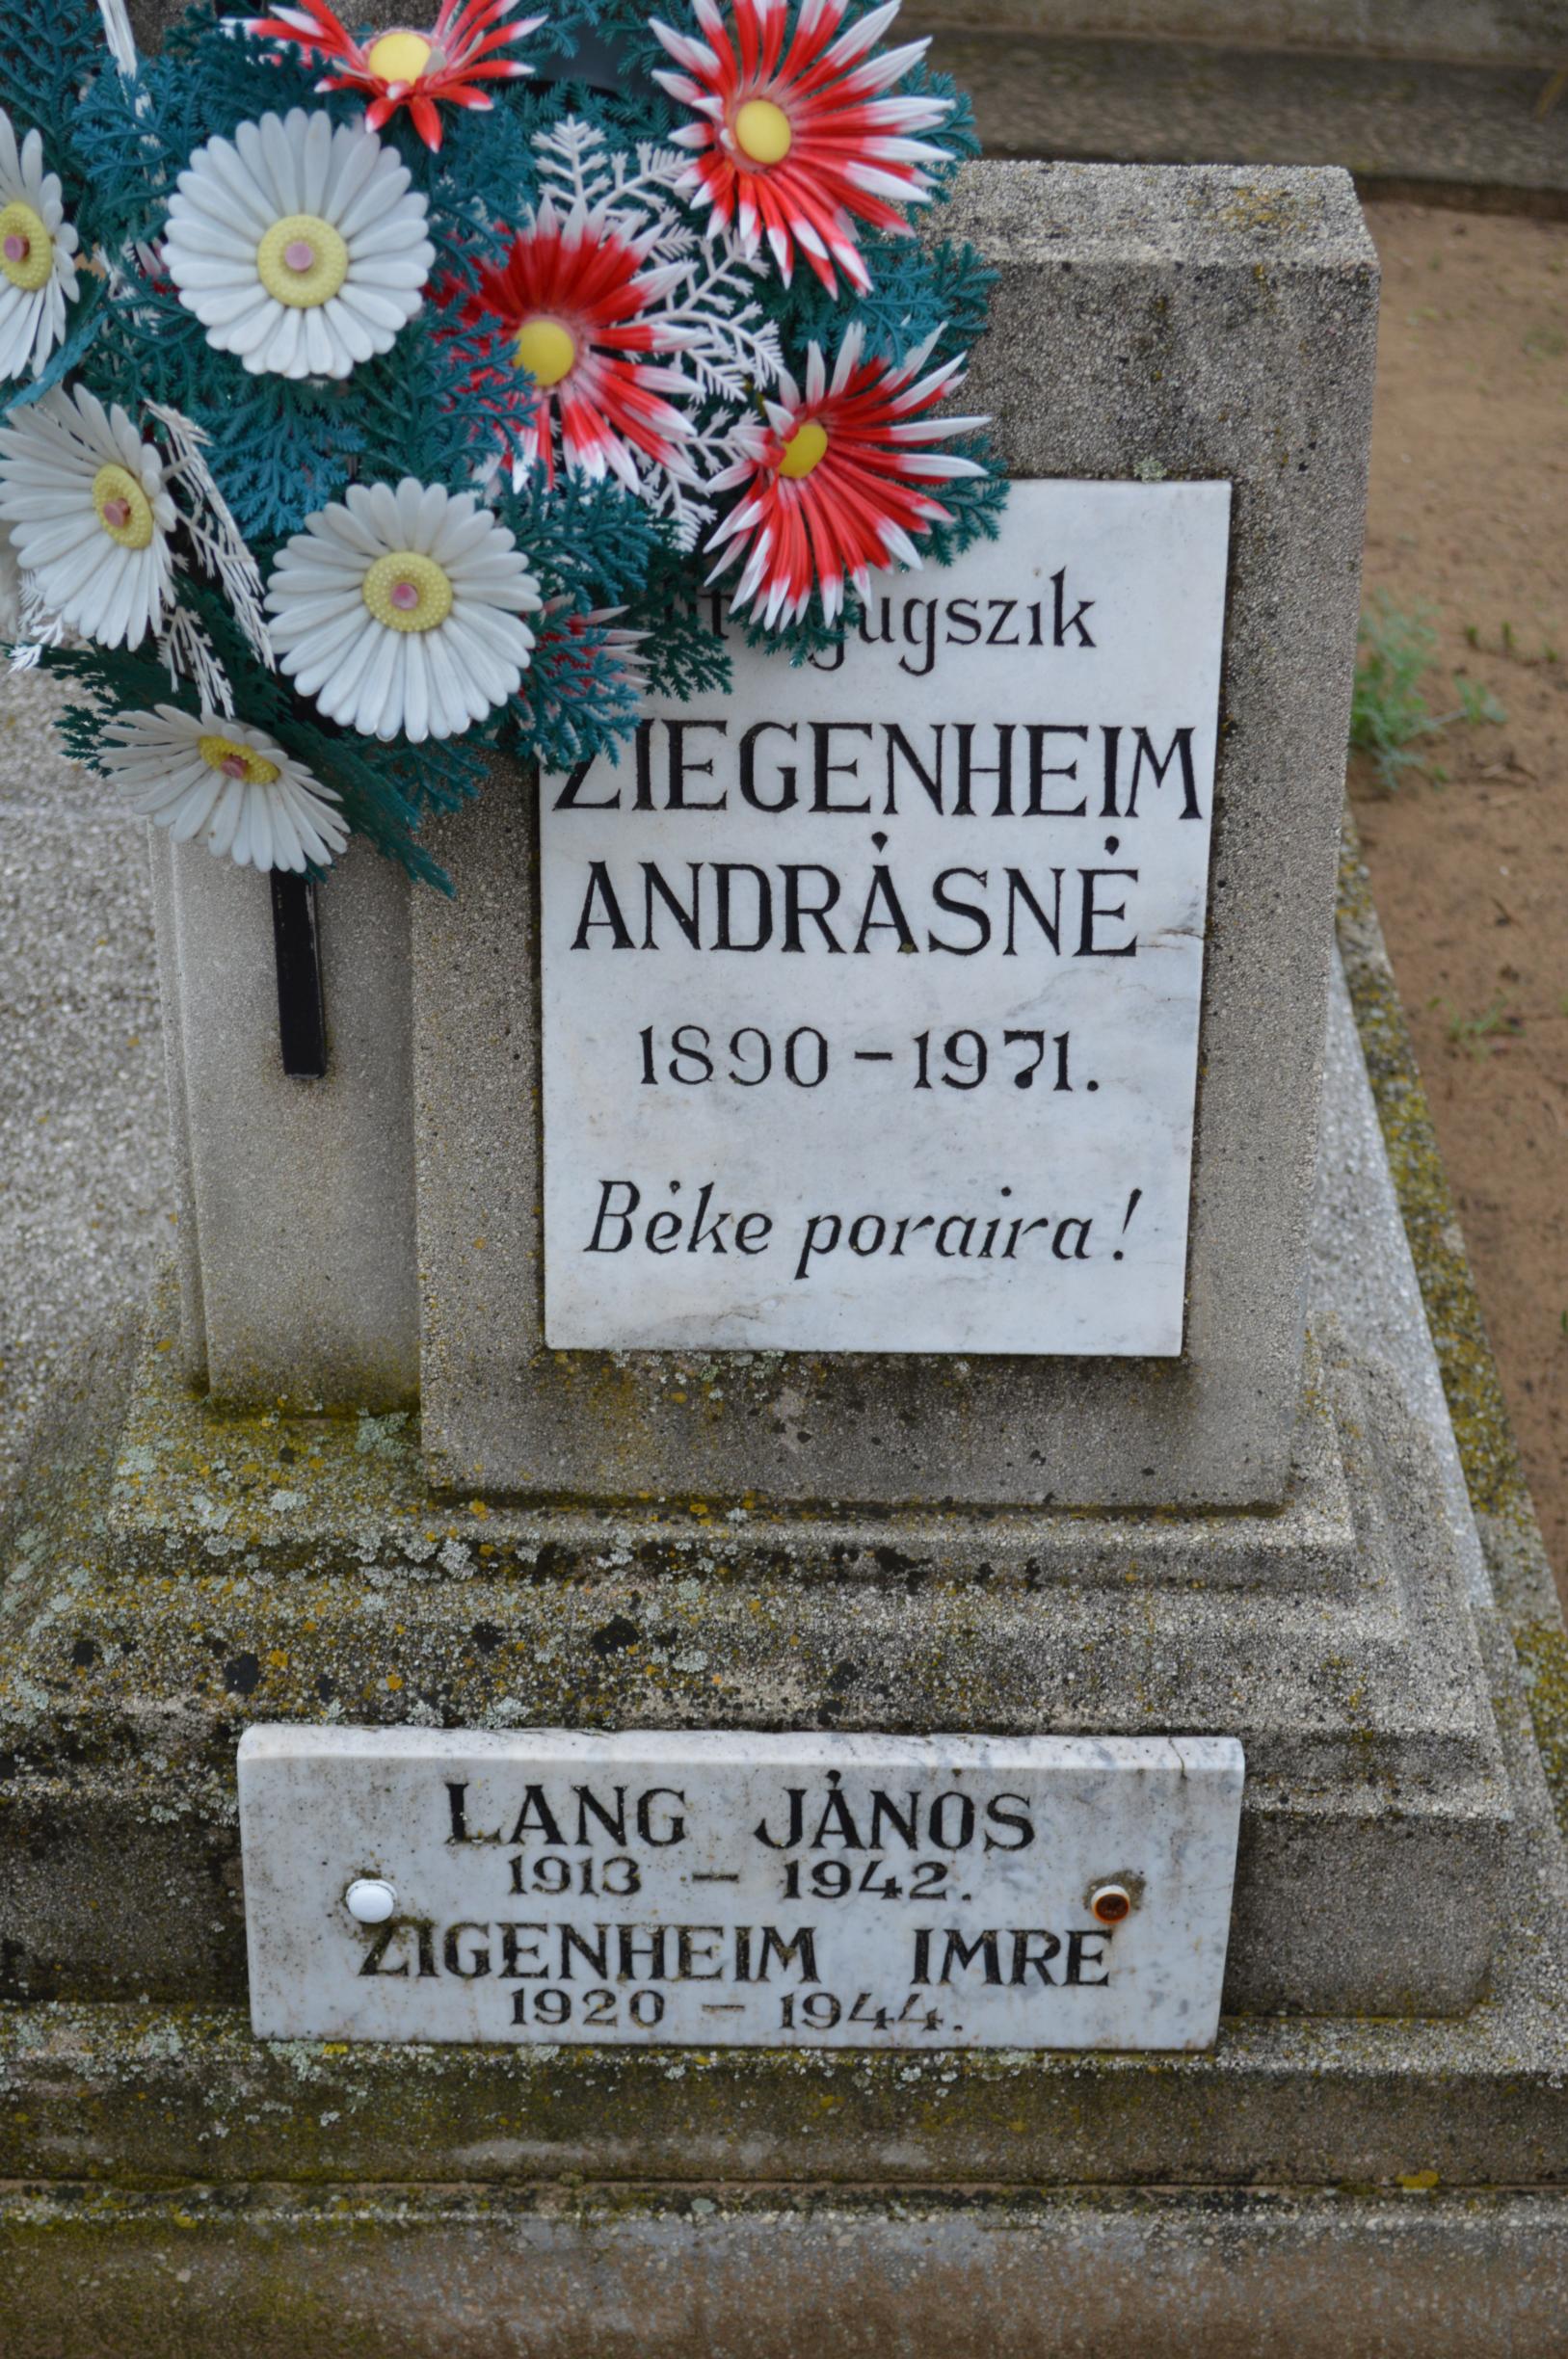 ZIEGENHEIM
ANDRÁSNÉ
1890 - 1971.
Béke poraira!
LANG JÁNOS
1913 - 1942.
ZIGENHEIM IMRE
1920 - 1944.